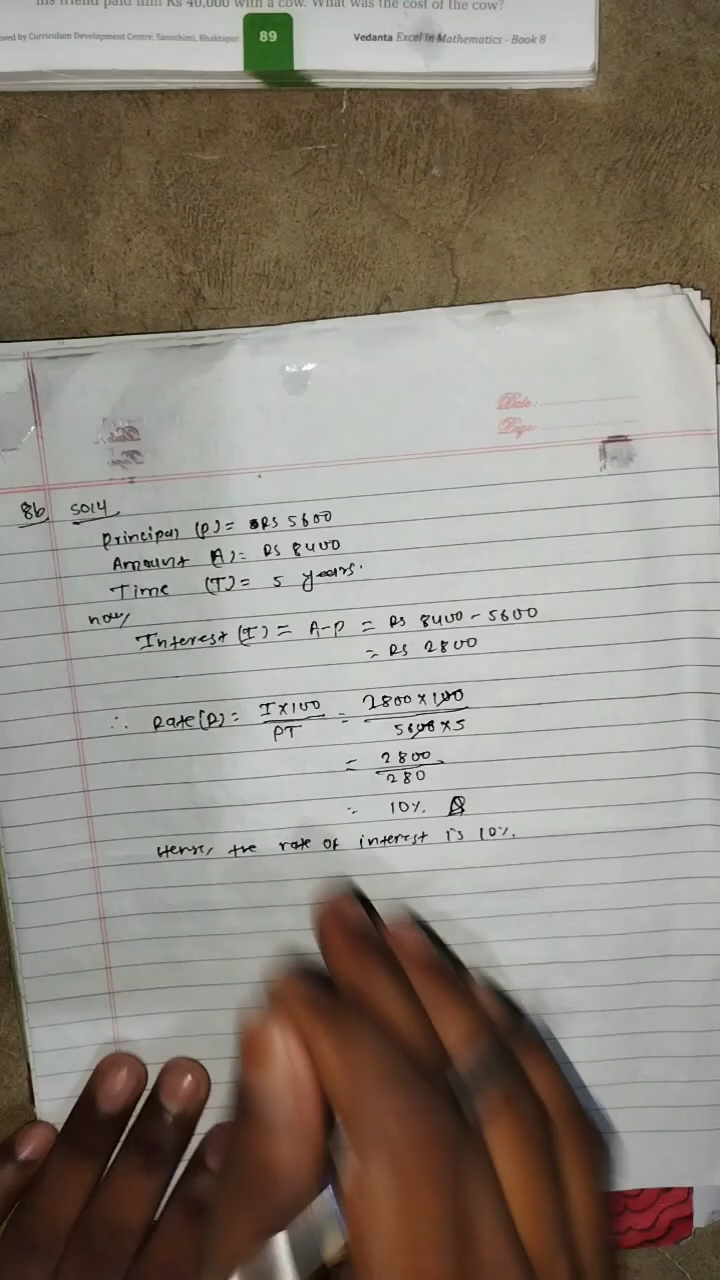 his friend paid him Rs 40,000 with a cow. What was the cost of the cow?
oved by Curriculum Development Centre, Sanothimi, Bhaktapur 89 Vedanta Excel in Mathematics - Book 8
Date:
Page:
8b soln
principal (P) = Rs 5600
Amount (A) = Rs 8400
Time (T) = 5 years.
now,
Interest (I) = A-P = Rs 8400 - 5600
= Rs 2800
∴ Rate(R) = I×100/PT = 2800×100/5600×5
= 2800/280
= 10%.
Hense, the rate of interest is 10%.